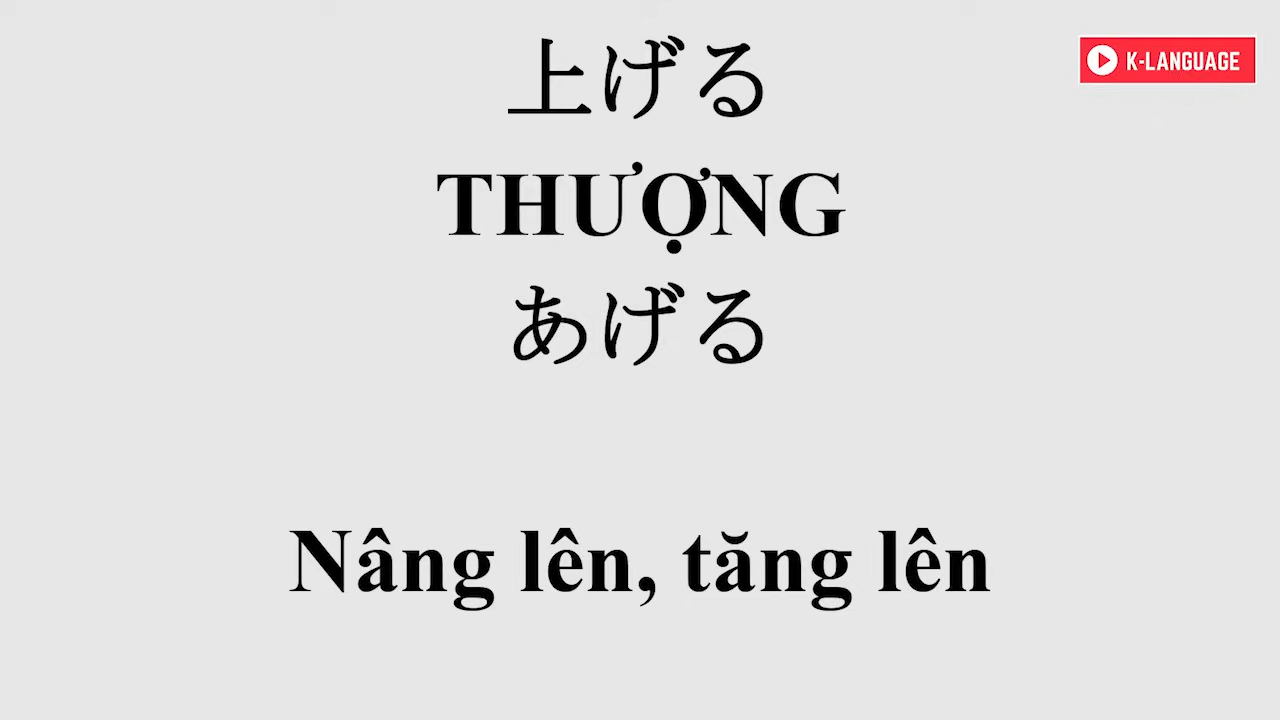 上げる
K-LANGUAGE
THƯỢNG
あげる
Nâng lên, tăng lên